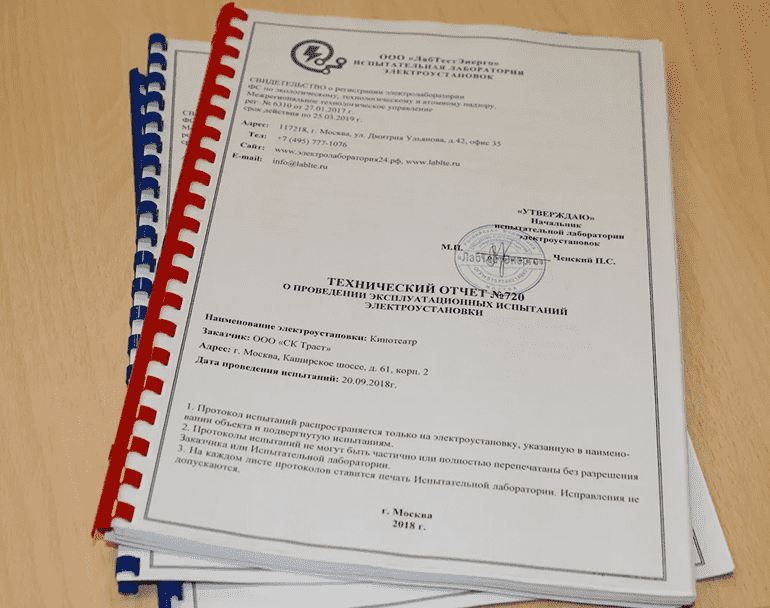 ООО «ЛабТестЭнерго»
ИСПЫТАТЕЛЬНАЯ ЛАБОРАТОРИЯ
ЭЛЕКТРОУСТАНОВОК
СВИДЕТЕЛЬСТВО о регистрации электролаборатории
ФС по экологическому, технологическому и атомному надзору.
Межрегиональное технологическое управление
рег. № 6310 от 27.01.2017 г.
срок действия по 25.03.2019 г.
Адрес: 117218, г. Москва, ул. Дмитрия Ульянова, д.42, офис 35
Тел: +7 (495) 777-1076
Сайт: www.электролаборатория24.рф, www.lablte.ru
E-mail: info@lablte.ru
«УТВЕРЖДАЮ»
Начальник
испытательной лаборатории
электроустановок
М.П. Ченский П.С.
ЛабТестЭнерго
ТЕХНИЧЕСКИЙ ОТЧЕТ №720
О ПРОВЕДЕНИИ ЭКСПЛУАТАЦИОННЫХ ИСПЫТАНИЙ
ЭЛЕКТРОУСТАНОВКИ
Наименование электроустановки: Кинотеатр
Заказчик: ООО «СК Траст»
Адрес: г. Москва, Каширское шоссе, д. 61, корп. 2
Дата проведения испытаний: 20.09.2018г.
1. Протокол испытаний распространяется только на электроустановку, указанную в наимено-
вании объекта и подвергнутую испытаниям.
2. Протоколы испытаний не могут быть частично или полностью перепечатаны без разрешения
Заказчика или Испытательной лаборатории.
3. На каждом листе протоколов ставится печать Испытательной лаборатории. Исправления не
допускаются.
г. Москва
2018 г.